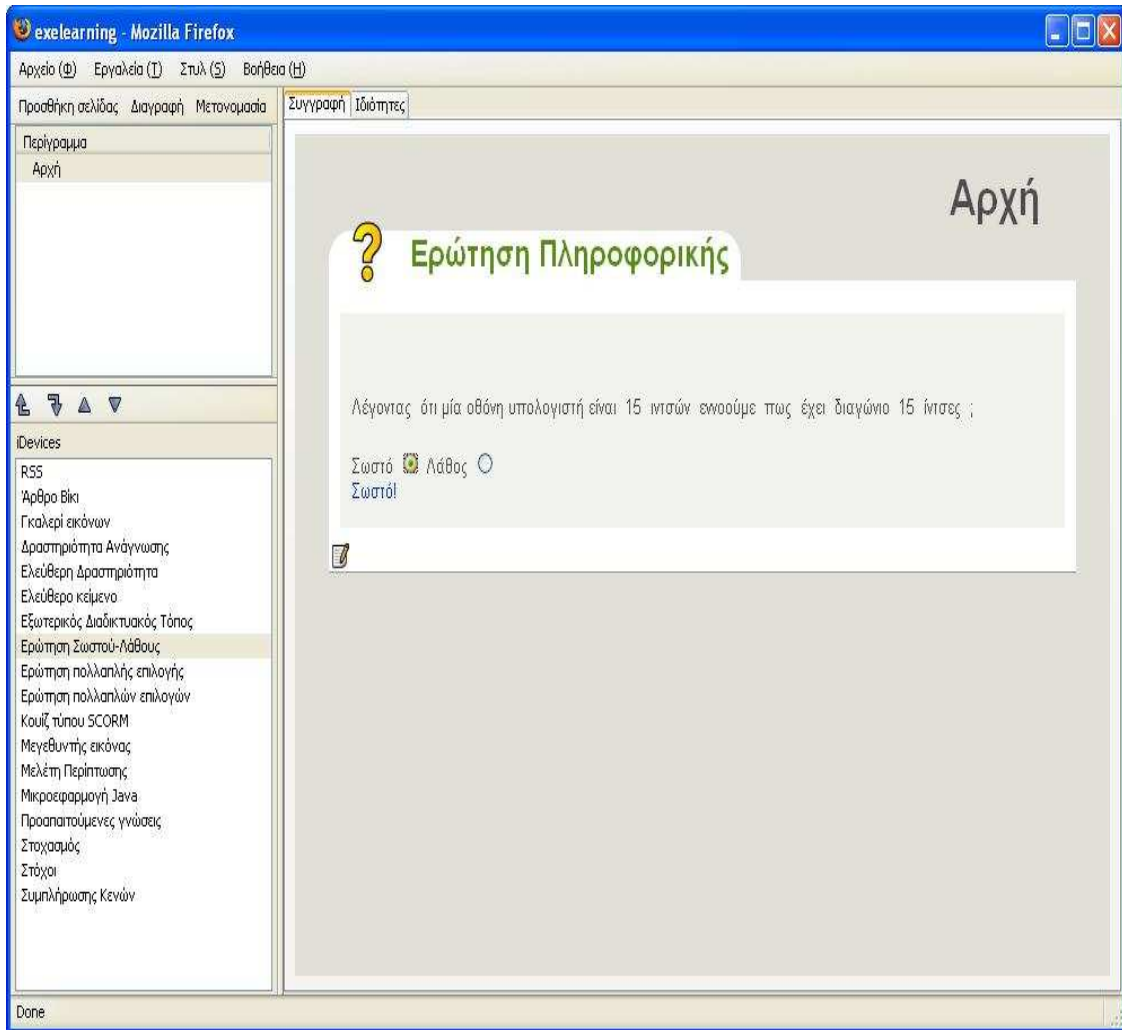 exelearning - Mozilla Firefox
Αρχείο (Φ) Εργαλεία (T) Στυλ (S) Βοήθεια (H)
Προσθήκη σελίδας Διαγραφή Μετονομασία
Περίγραμμα
Αρχή
iDevices
RSS
Άρθρο Βίκι
Γκαλερί εικόνων
Δραστηριότητα Ανάγνωσης
Ελεύθερη Δραστηριότητα
Ελεύθερο κείμενο
Εξωτερικός Διαδικτυακός Τόπος
Ερώτηση Σωστού-Λάθους
Ερώτηση πολλαπλής επιλογής
Ερώτηση πολλαπλών επιλογών
Κουίζ τύπου SCORM
Μεγεθυντής εικόνας
Μελέτη Περίπτωσης
Μικροεφαρμογή Java
Προαπαιτούμενες γνώσεις
Στοχασμός
Στόχοι
Συμπλήρωσης Κενών
Συγγραφή Ιδιότητες
Αρχή
Ερώτηση Πληροφορικής
Λέγοντας ότι μία οθόνη υπολογιστή είναι 15 ιντσών εννοούμε πως έχει διαγώνιο 15 ίντσες ;
Σωστό Λάθος
Σωστό!
Done